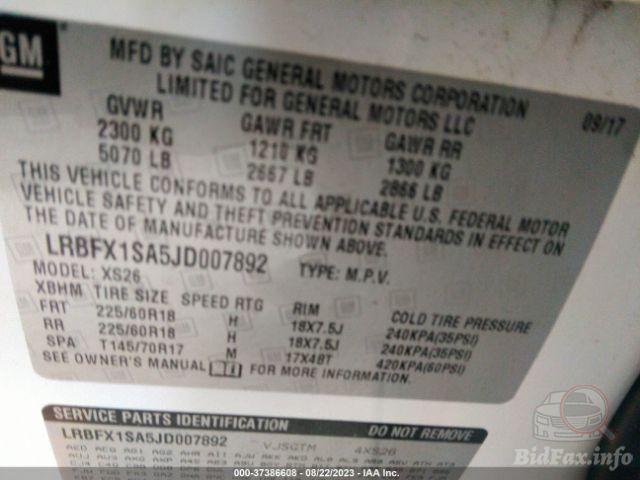 GM
MFD BY SAIC GENERAL MOTORS CORPORATION
LIMITED FOR GENERAL MOTORS LLC
09/17
GVWR GAWR FRT GAWR RR
2300 KG 1210 KG 1300 KG
5070 LB 2667 LB 2866 LB
THIS VEHICLE CONFORMS TO ALL APPLICABLE U.S. FEDERAL MOTOR
VEHICLE SAFETY AND THEFT PREVENTION STANDARDS IN EFFECT ON
THE DATE OF MANUFACTURE SHOWN ABOVE.
LRBFX1SA5JD007892 TYPE: M.P.V.
MODEL: XS26
XBHM TIRE SIZE SPEED RTG RIM COLD TIRE PRESSURE
FRT 225/60R18 H 18X7.5J 240KPA(35PSI)
RR 225/60R18 H 18X7.5J 240KPA(35PSI)
SPA T145/70R17 M 17X4BT 420KPA(60PSI)
SEE OWNER'S MANUAL FOR MORE INFORMATION.
SERVICE PARTS IDENTIFICATION DO NOT REMOVE
LRBFX1SA5JD007892 VJSGTM 4XS26
000-37386608 - 08/22/2023 - IAAI.com
BidFax.info